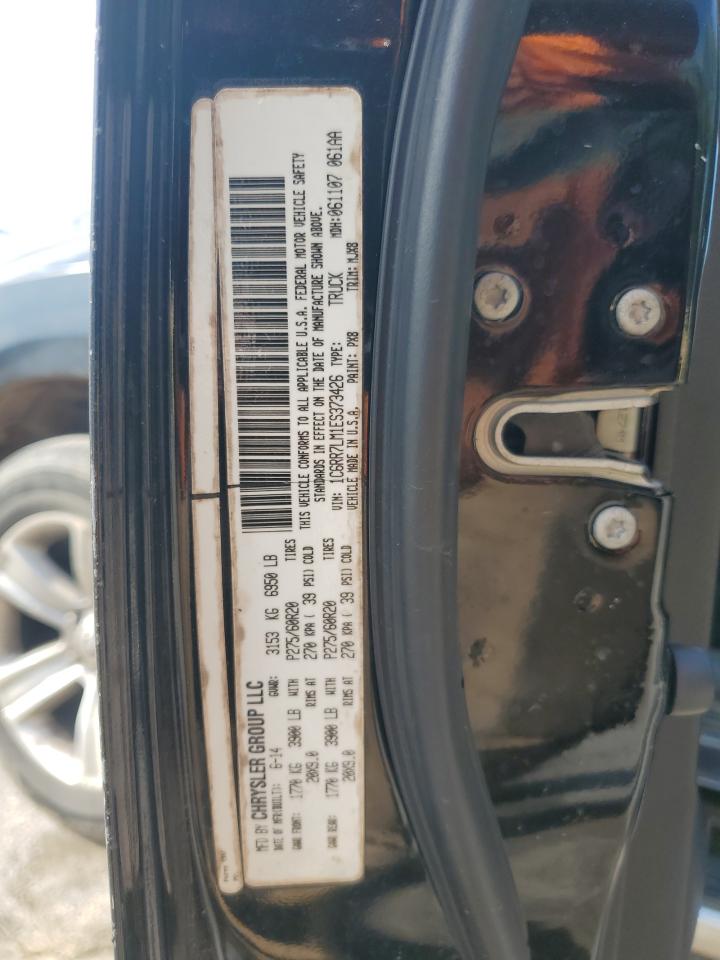 MFD BY CHRYSLER GROUP LLC
DATE OF MFR(BUILT): 6-14 GVWR: 3153 KG 6950 LB
GAWR FRONT: 1770 KG 3900 LB WITH P275/60R20 TIRES
20X9.0 RIMS AT 270 KPA ( 39 PSI) COLD
GAWR REAR: 1770 KG 3900 LB WITH P275/60R20 TIRES
20X9.0 RIMS AT 270 KPA ( 39 PSI) COLD
THIS VEHICLE CONFORMS TO ALL APPLICABLE U.S.A. FEDERAL MOTOR VEHICLE SAFETY
STANDARDS IN EFFECT ON THE DATE OF MANUFACTURE SHOWN ABOVE.
VIN: 1C6RR7LM1ES373426 TYPE: TRUCK MDH:061107 061AA
VEHICLE MADE IN U.S.A. PAINT: PX8 TRIM: MJX8